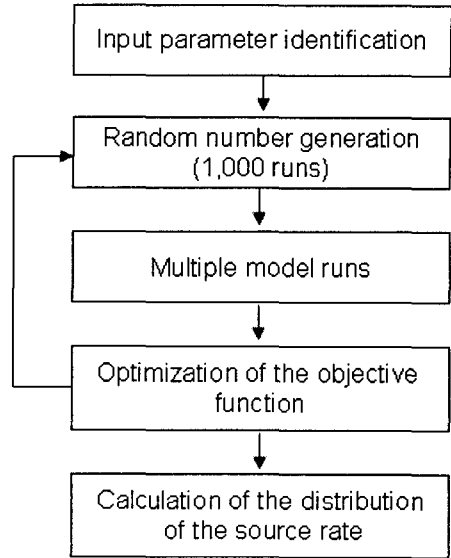 Input parameter identification
Random number generation
(1,000 runs)
Multiple model runs
Optimization of the objective
function
Calculation of the distribution
of the source rate